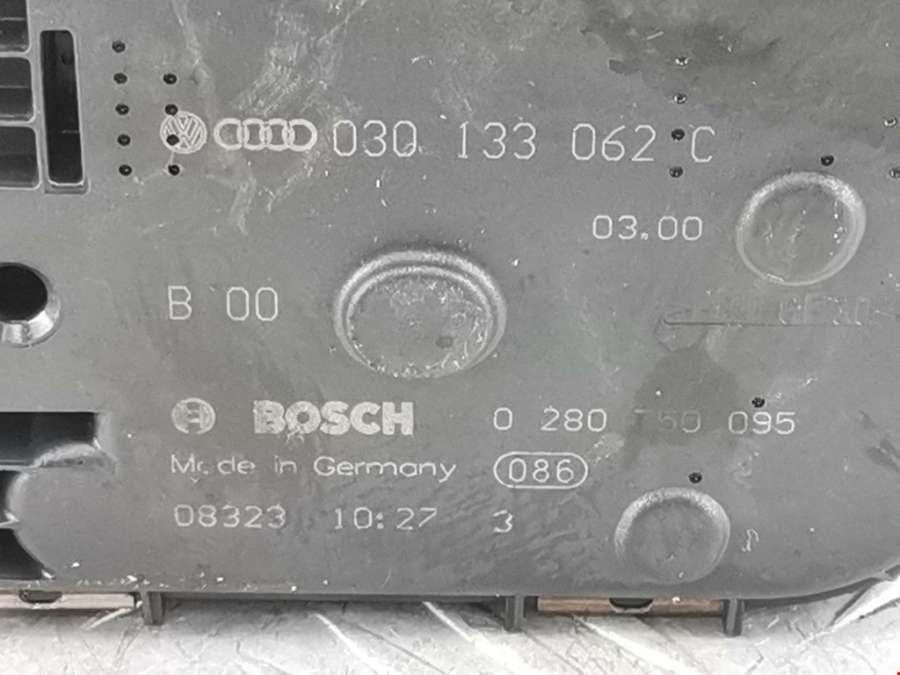 030 133 062 C
03.00
B 00
BOSCH 0 280 750 095
Made in Germany 086
08323 10:27 3